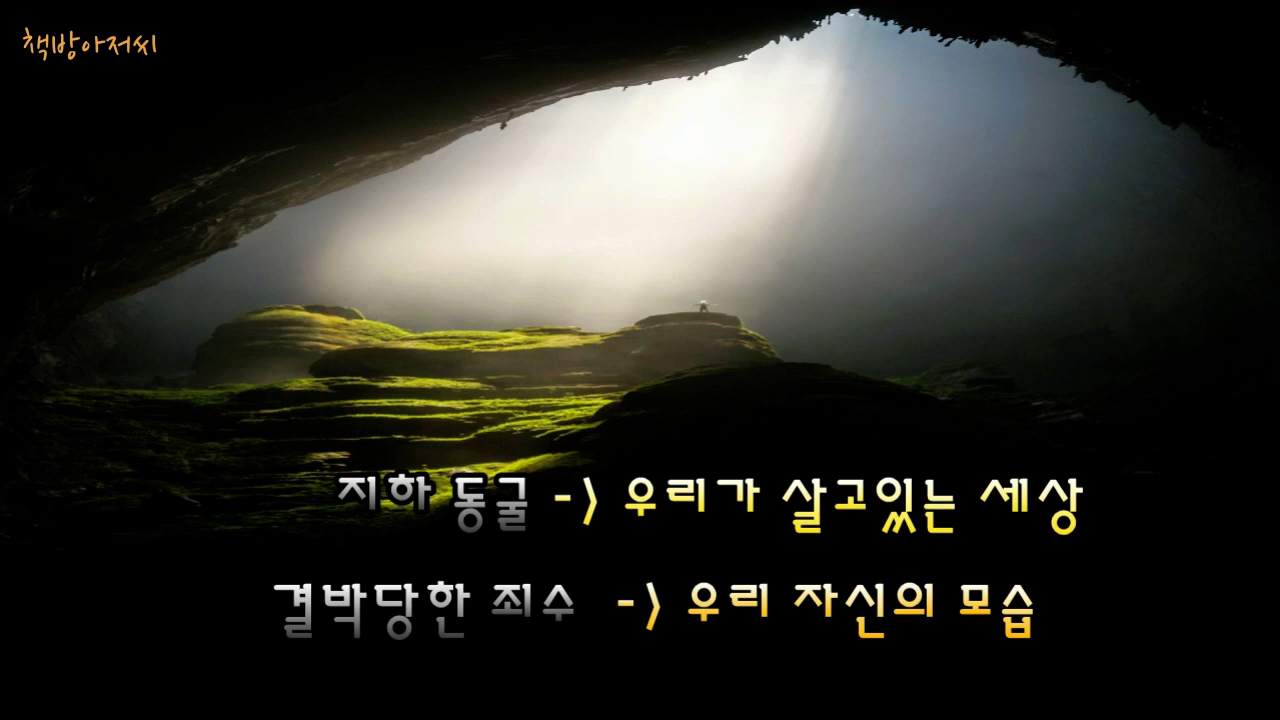 책방아저씨
지하 동굴 -> 우리가 살고있는 세상
결박당한 죄수 -> 우리 자신의 모습